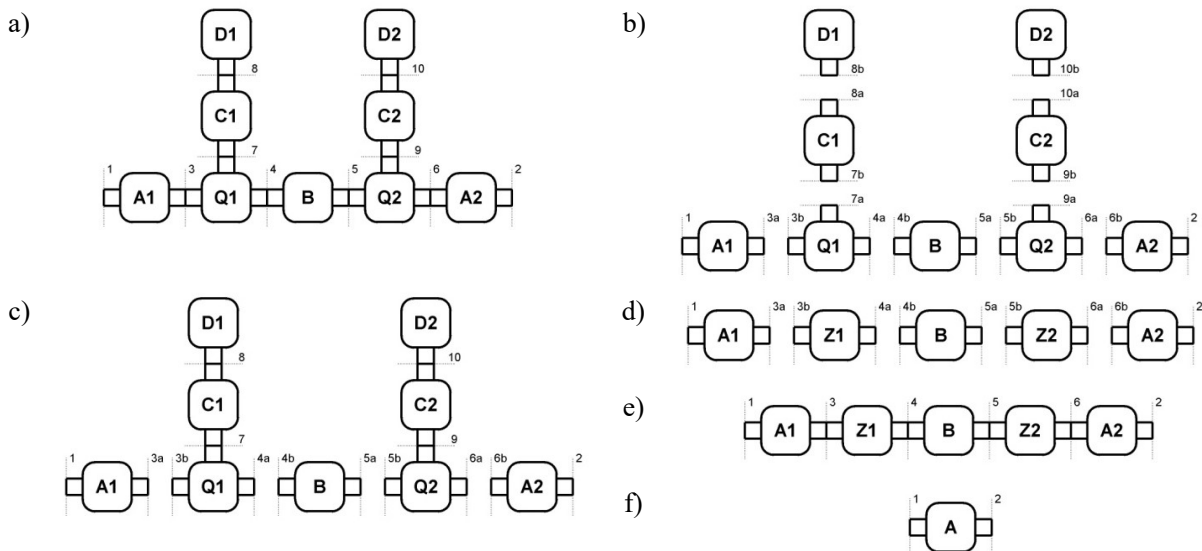 a)
D1 D2
8 10
C1 C2
7 9
1 3 4 5 6 2
A1 Q1 B Q2 A2
b)
D1 D2
8b 10b
8a 10a
C1 C2
7b 9b
7a 9a
1 3a 3b 4a 4b 5a 5b 6a 6b 2
A1 Q1 B Q2 A2
c)
D1 D2
8 10
C1 C2
7 9
1 3a 3b 4a 4b 5a 5b 6a 6b 2
A1 Q1 B Q2 A2
d)
1 3a 3b 4a 4b 5a 5b 6a 6b 2
A1 Z1 B Z2 A2
e)
1 3 4 5 6 2
A1 Z1 B Z2 A2
f)
1 2
A